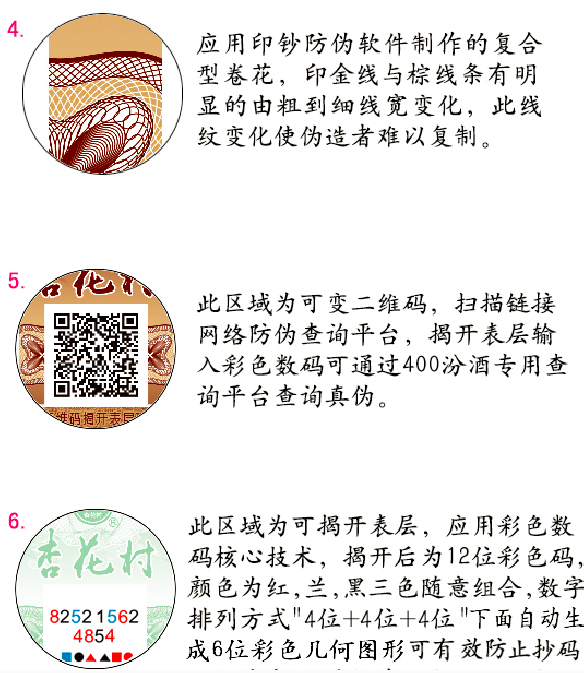 4.
应用印钞防伪软件制作的复合
型卷花，印金线与棕线条有明
显的由粗到细线宽变化，此线
纹变化使伪造者难以复制。
5.
杏花村
维码揭开表层
此区域为可变二维码，扫描链接
网络防伪查询平台，揭开表层输
入彩色数码可通过400汾酒专用查
询平台查询真伪。
6.
杏花村
82521562
4854
此区域为可揭开表层，应用彩色数
码核心技术，揭开后为12位彩色码,
颜色为红,兰,黑三色随意组合,数字
排列方式"4位+4位+4位"下面自动生
成6位彩色几何图形可有效防止抄码